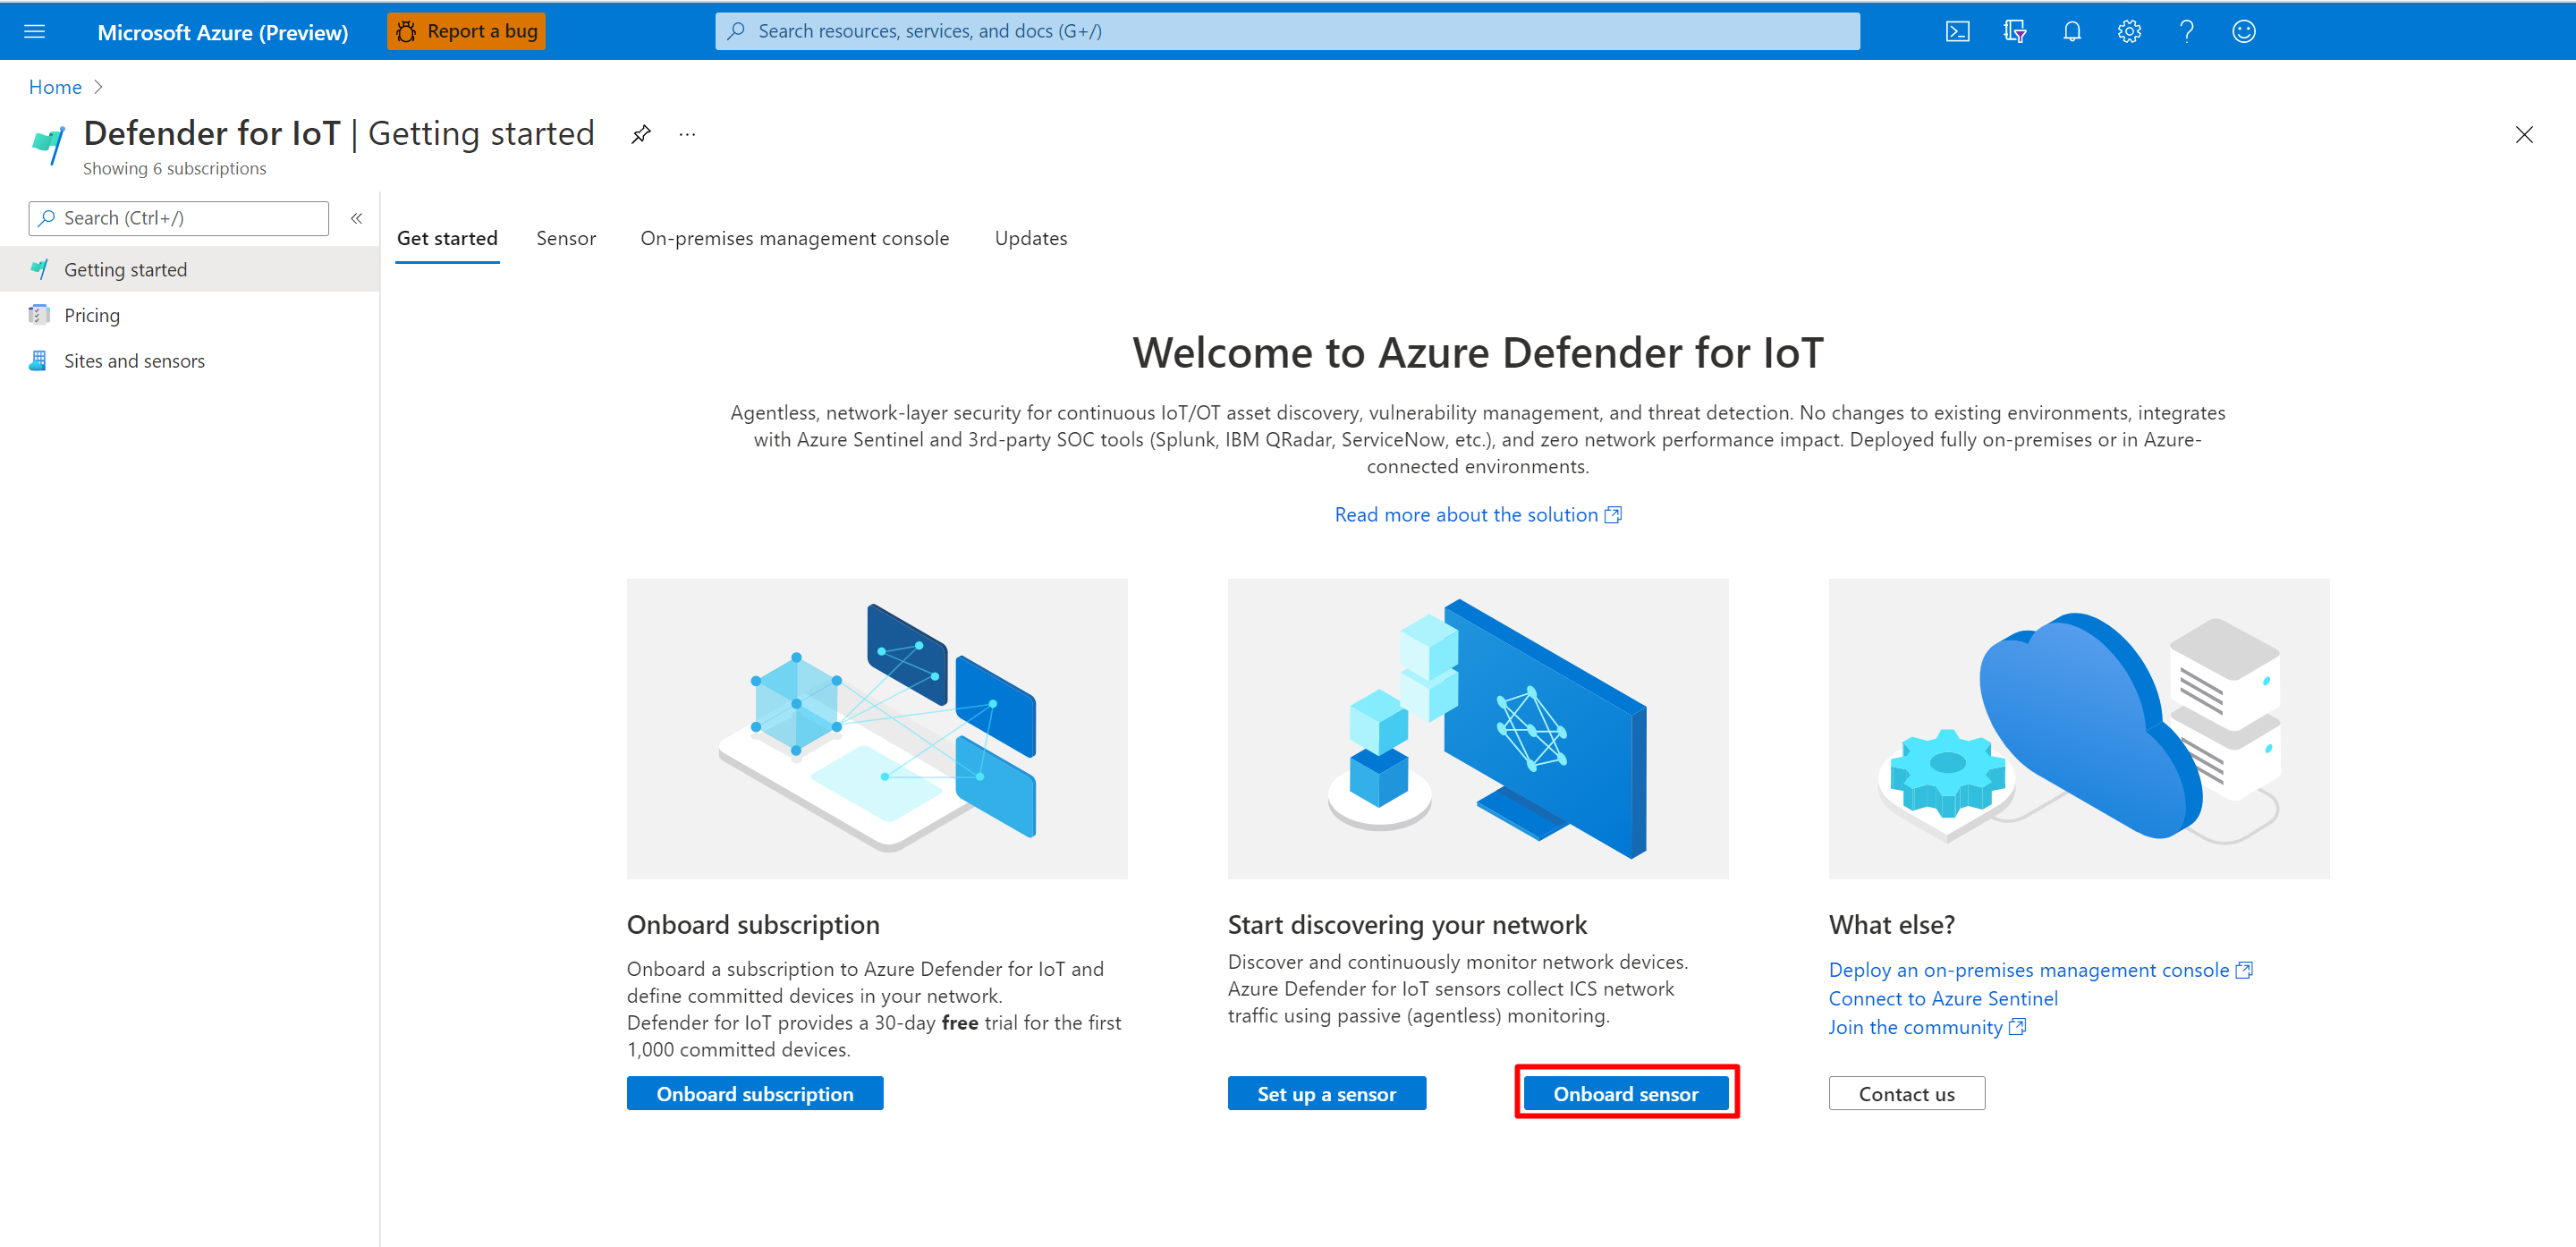 Microsoft Azure (Preview)
Report a bug
Search resources, services, and docs (G+/)
Home
Defender for IoT | Getting started
Showing 6 subscriptions
Search (Ctrl+/)
Getting started
Pricing
Sites and sensors
Get started
Sensor
On-premises management console
Updates
Welcome to Azure Defender for IoT
Agentless, network-layer security for continuous IoT/OT asset discovery, vulnerability management, and threat detection. No changes to existing environments, integrates
with Azure Sentinel and 3rd-party SOC tools (Splunk, IBM QRadar, ServiceNow, etc.), and zero network performance impact. Deployed fully on-premises or in Azure-
connected environments.
Read more about the solution
Onboard subscription
Onboard a subscription to Azure Defender for IoT and
define committed devices in your network.
Defender for IoT provides a 30-day free trial for the first
1,000 committed devices.
Onboard subscription
Start discovering your network
Discover and continuously monitor network devices.
Azure Defender for IoT sensors collect ICS network
traffic using passive (agentless) monitoring.
Set up a sensor
Onboard sensor
What else?
Deploy an on-premises management console
Connect to Azure Sentinel
Join the community
Contact us